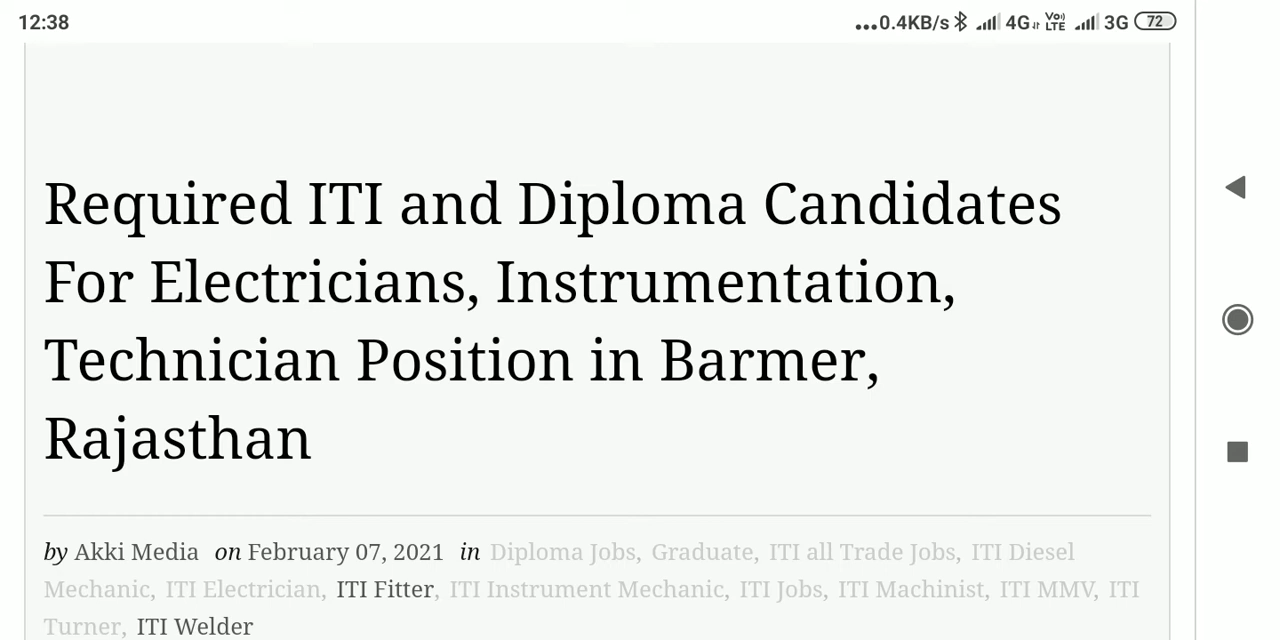 12:38
...0.4KB/s 4G Vo) LTE 3G 72
Required ITI and Diploma Candidates
For Electricians, Instrumentation,
Technician Position in Barmer,
Rajasthan
by Akki Media on February 07, 2021 in Diploma Jobs, Graduate, ITI all Trade Jobs, ITI Diesel
Mechanic, ITI Electrician, ITI Fitter, ITI Instrument Mechanic, ITI Jobs, ITI Machinist, ITI MMV, ITI
Turner, ITI Welder